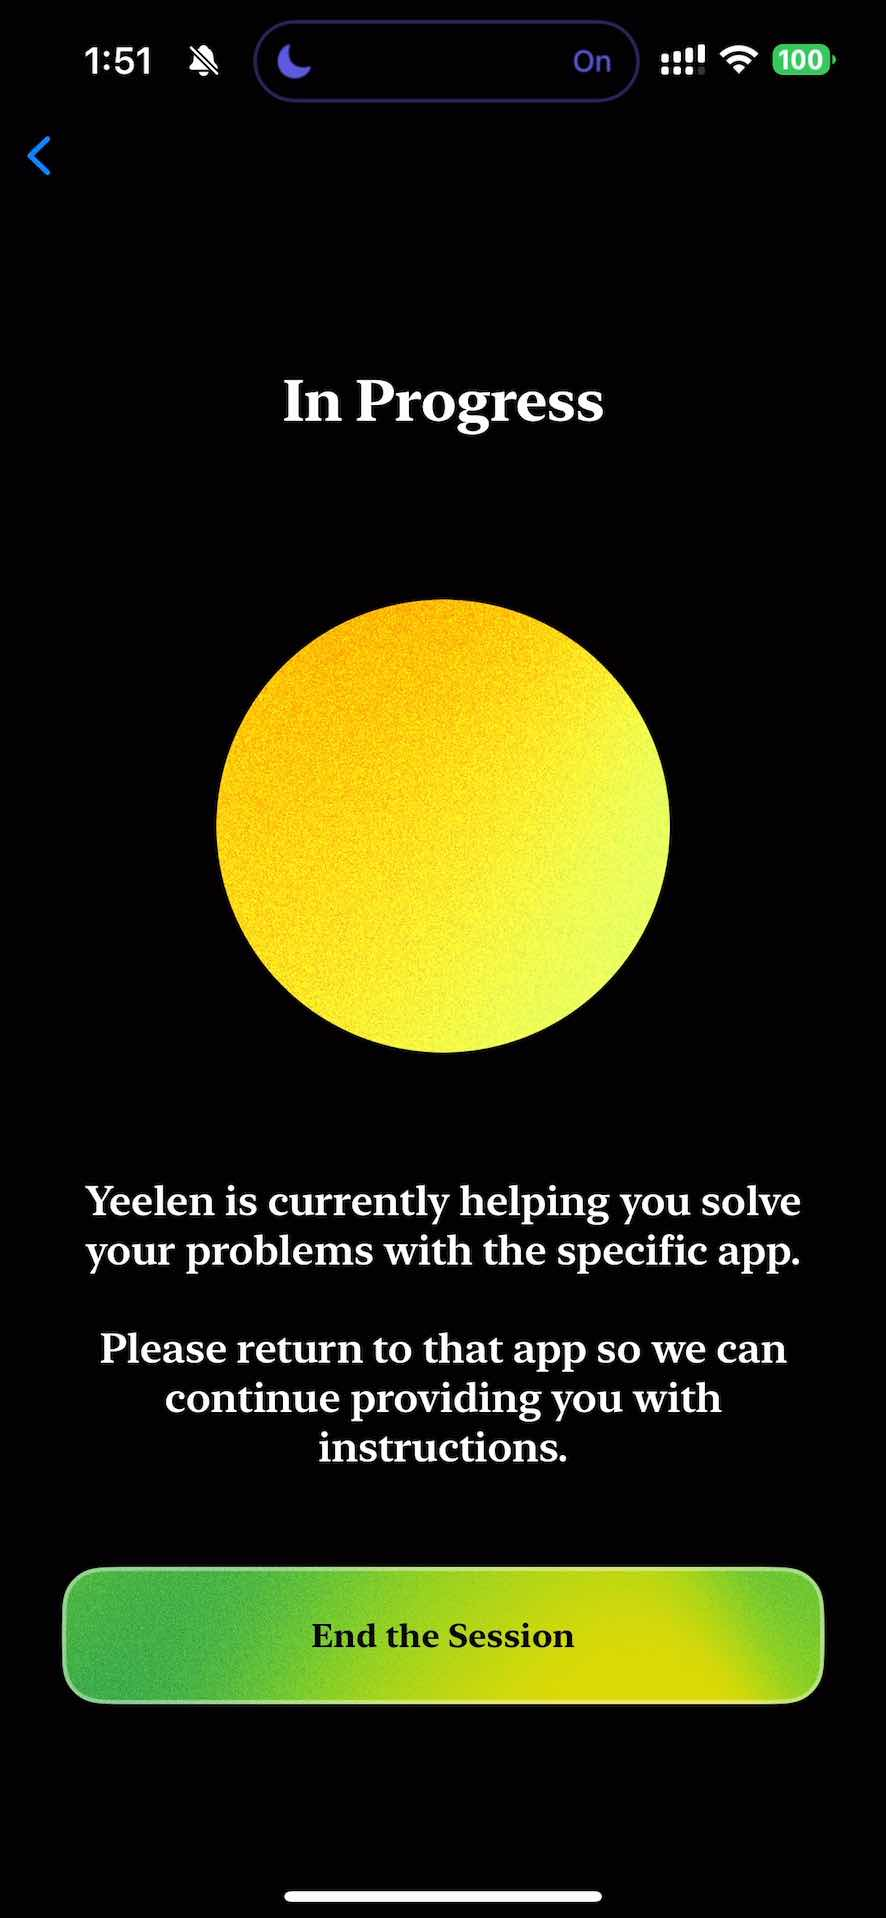 1:51
On
100
In Progress
Yeelen is currently helping you solve
your problems with the specific app.
Please return to that app so we can
continue providing you with
instructions.
End the Session